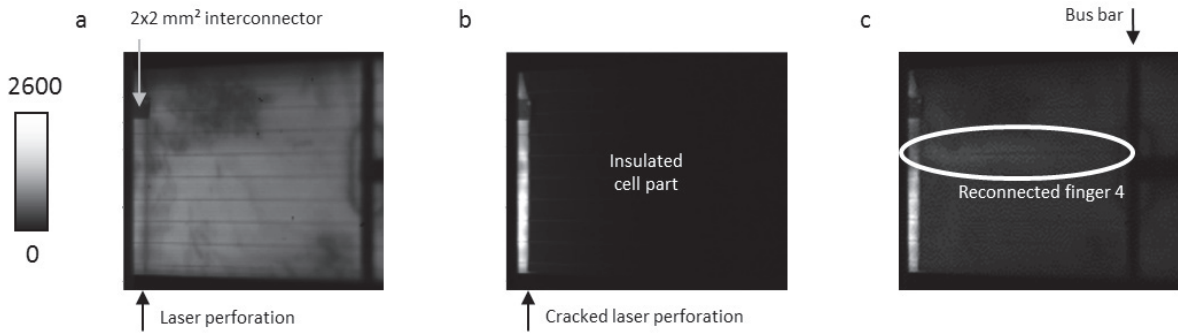 a
2x2 mm² interconnector
b
c
Bus bar
2600
0
Insulated
cell part
Reconnected finger 4
Laser perforation
Cracked laser perforation